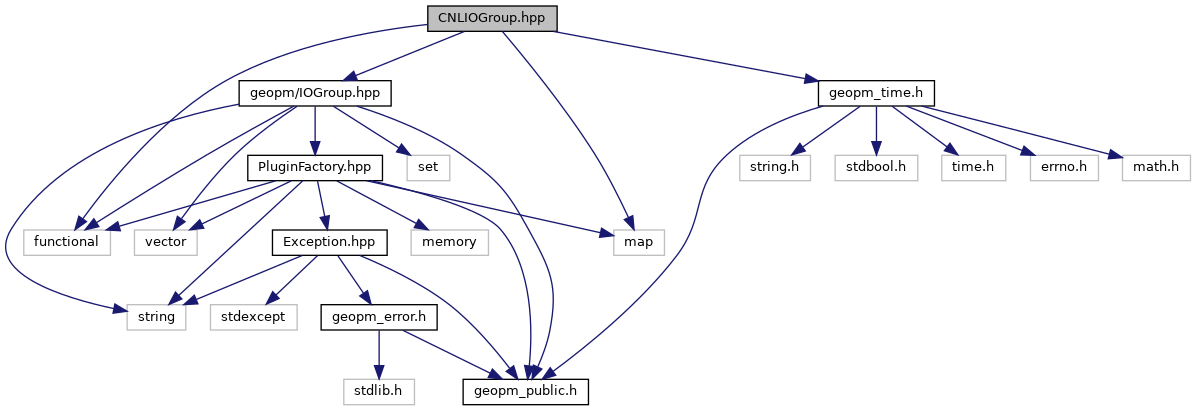 CNLIOGroup.hpp
geopm/IOGroup.hpp
geopm_time.h
PluginFactory.hpp
set
string.h
stdbool.h
time.h
errno.h
math.h
functional
vector
Exception.hpp
memory
map
string
stdexcept
geopm_error.h
stdlib.h
geopm_public.h